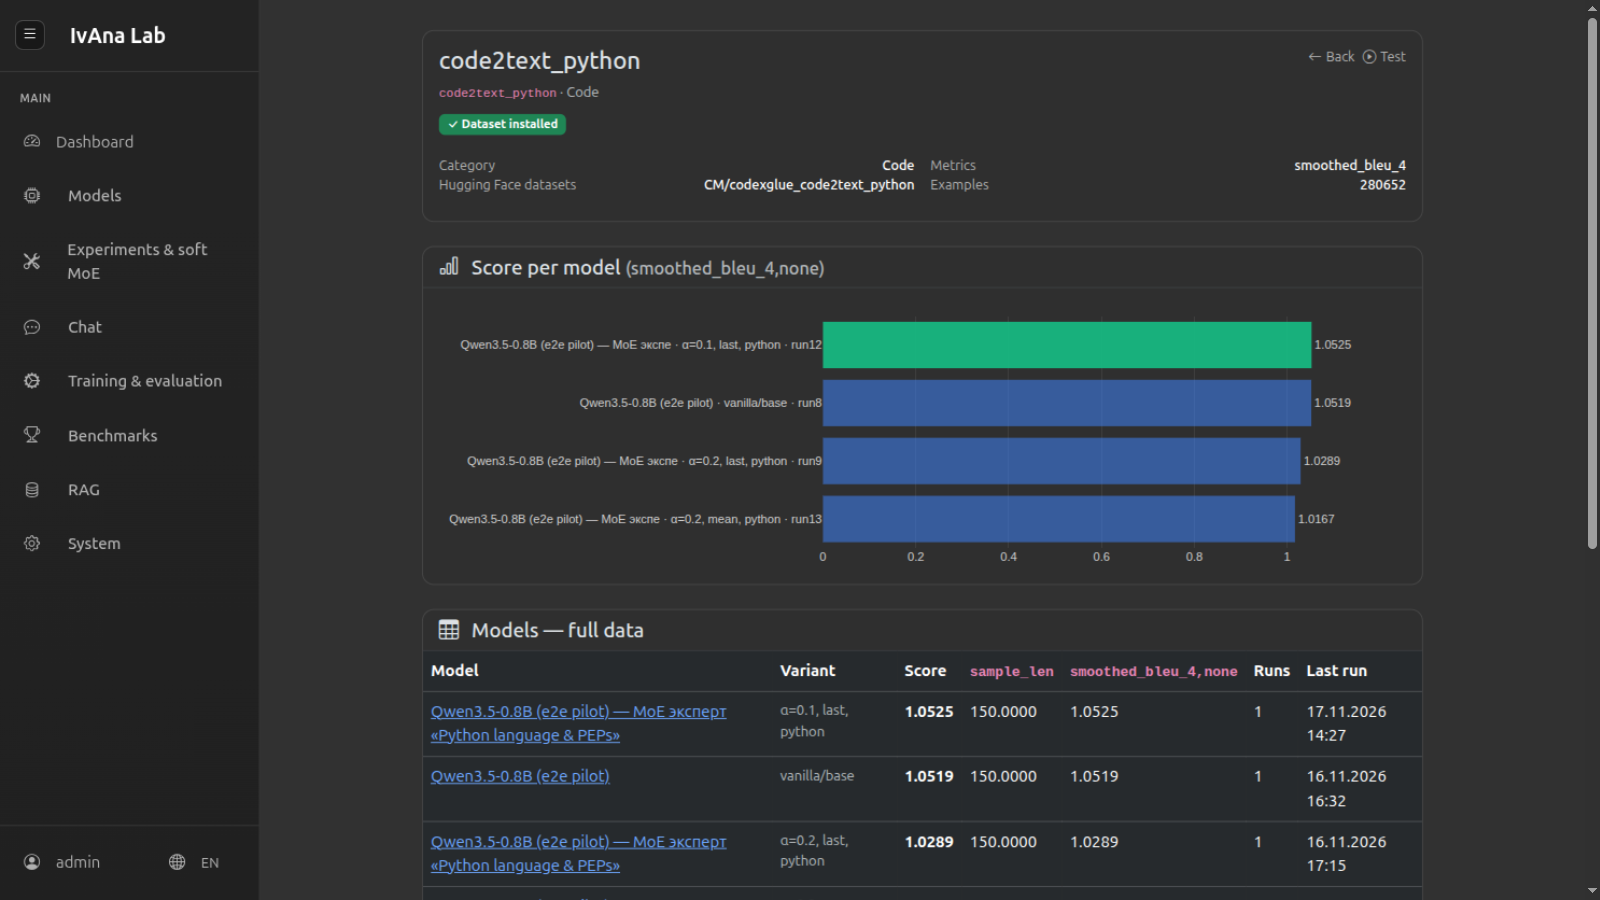 IvAna Lab
MAIN
Dashboard
Models
Experiments & soft
MoE
Chat
Training & evaluation
Benchmarks
RAG
System
admin
EN
code2text_python
← Back
Test
code2text_python · Code
Dataset installed
Category Code
Metrics smoothed_bleu_4
Hugging Face datasets CM/codexglue_code2text_python
Examples 280652
Score per model (smoothed_bleu_4,none)
Qwen3.5-0.8B (e2e pilot) — МоЕ экспе · α=0.1, last, python · run12 1.0525
Qwen3.5-0.8B (e2e pilot) · vanilla/base · run8 1.0519
Qwen3.5-0.8B (e2e pilot) — МоЕ экспе · α=0.2, last, python · run9 1.0289
Qwen3.5-0.8B (e2e pilot) — МоЕ экспе · α=0.2, mean, python · run13 1.0167
0 0.2 0.4 0.6 0.8 1
Models — full data
Model Variant Score sample_len smoothed_bleu_4,none Runs Last run
Qwen3.5-0.8B (e2e pilot) — МоЕ эксперт α=0.1, last, 1.0525 150.0000 1.0525 1 17.11.2026
«Python language & PEPs» python 14:27
Qwen3.5-0.8B (e2e pilot) vanilla/base 1.0519 150.0000 1.0519 1 16.11.2026
16:32
Qwen3.5-0.8B (e2e pilot) — МоЕ эксперт α=0.2, last, 1.0289 150.0000 1.0289 1 16.11.2026
«Python language & PEPs» python 17:15